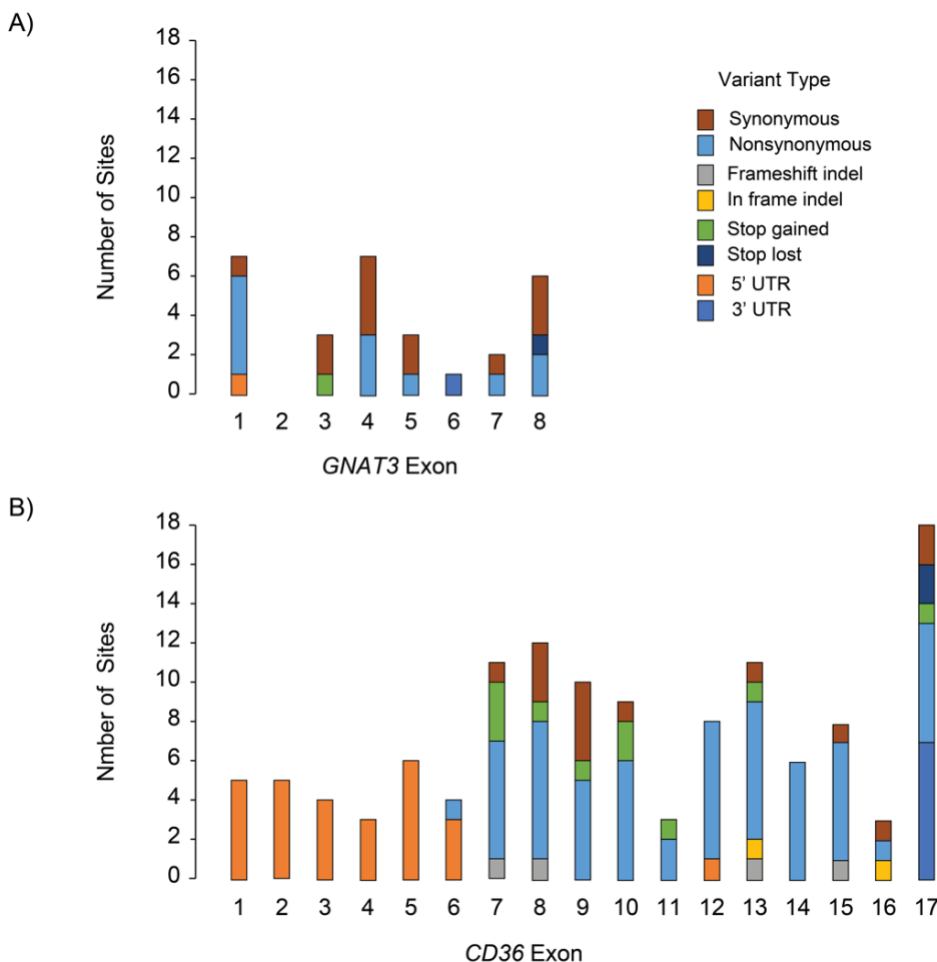 A)
18
16
14
12
10
8
6
4
2
0
Number of Sites
1 2 3 4 5 6 7 8
GNAT3 Exon
Variant Type
Synonymous
Nonsynonymous
Frameshift indel
In frame indel
Stop gained
Stop lost
5' UTR
3' UTR
B)
18
16
14
12
10
8
6
4
2
0
Nmber of Sites
1 2 3 4 5 6 7 8 9 10 11 12 13 14 15 16 17
CD36 Exon